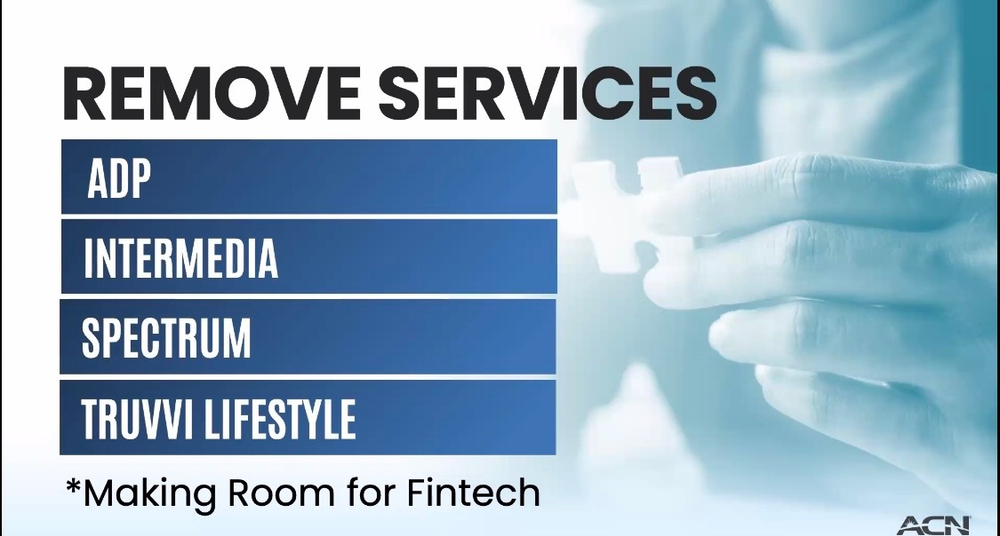 REMOVE SERVICES
ADP
INTERMEDIA
SPECTRUM
TRUVVI LIFESTYLE
*Making Room for Fintech
ACN